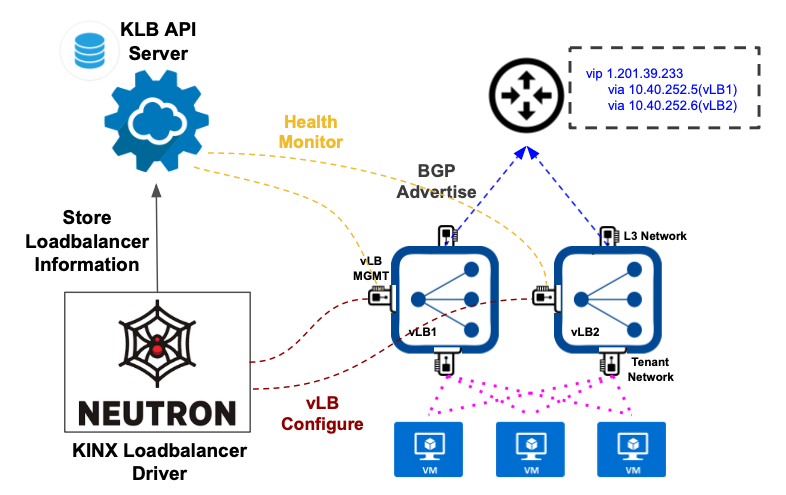 KLB API
Server
vip 1.201.39.233
via 10.40.252.5(vLB1)
via 10.40.252.6(vLB2)
Health
Monitor
BGP
Advertise
Store
Loadbalancer
Information
L3 Network
vLB
MGMT
vLB1
vLB2
Tenant
Network
NEUTRON
vLB
Configure
KINX Loadbalancer
Driver
VM
VM
VM